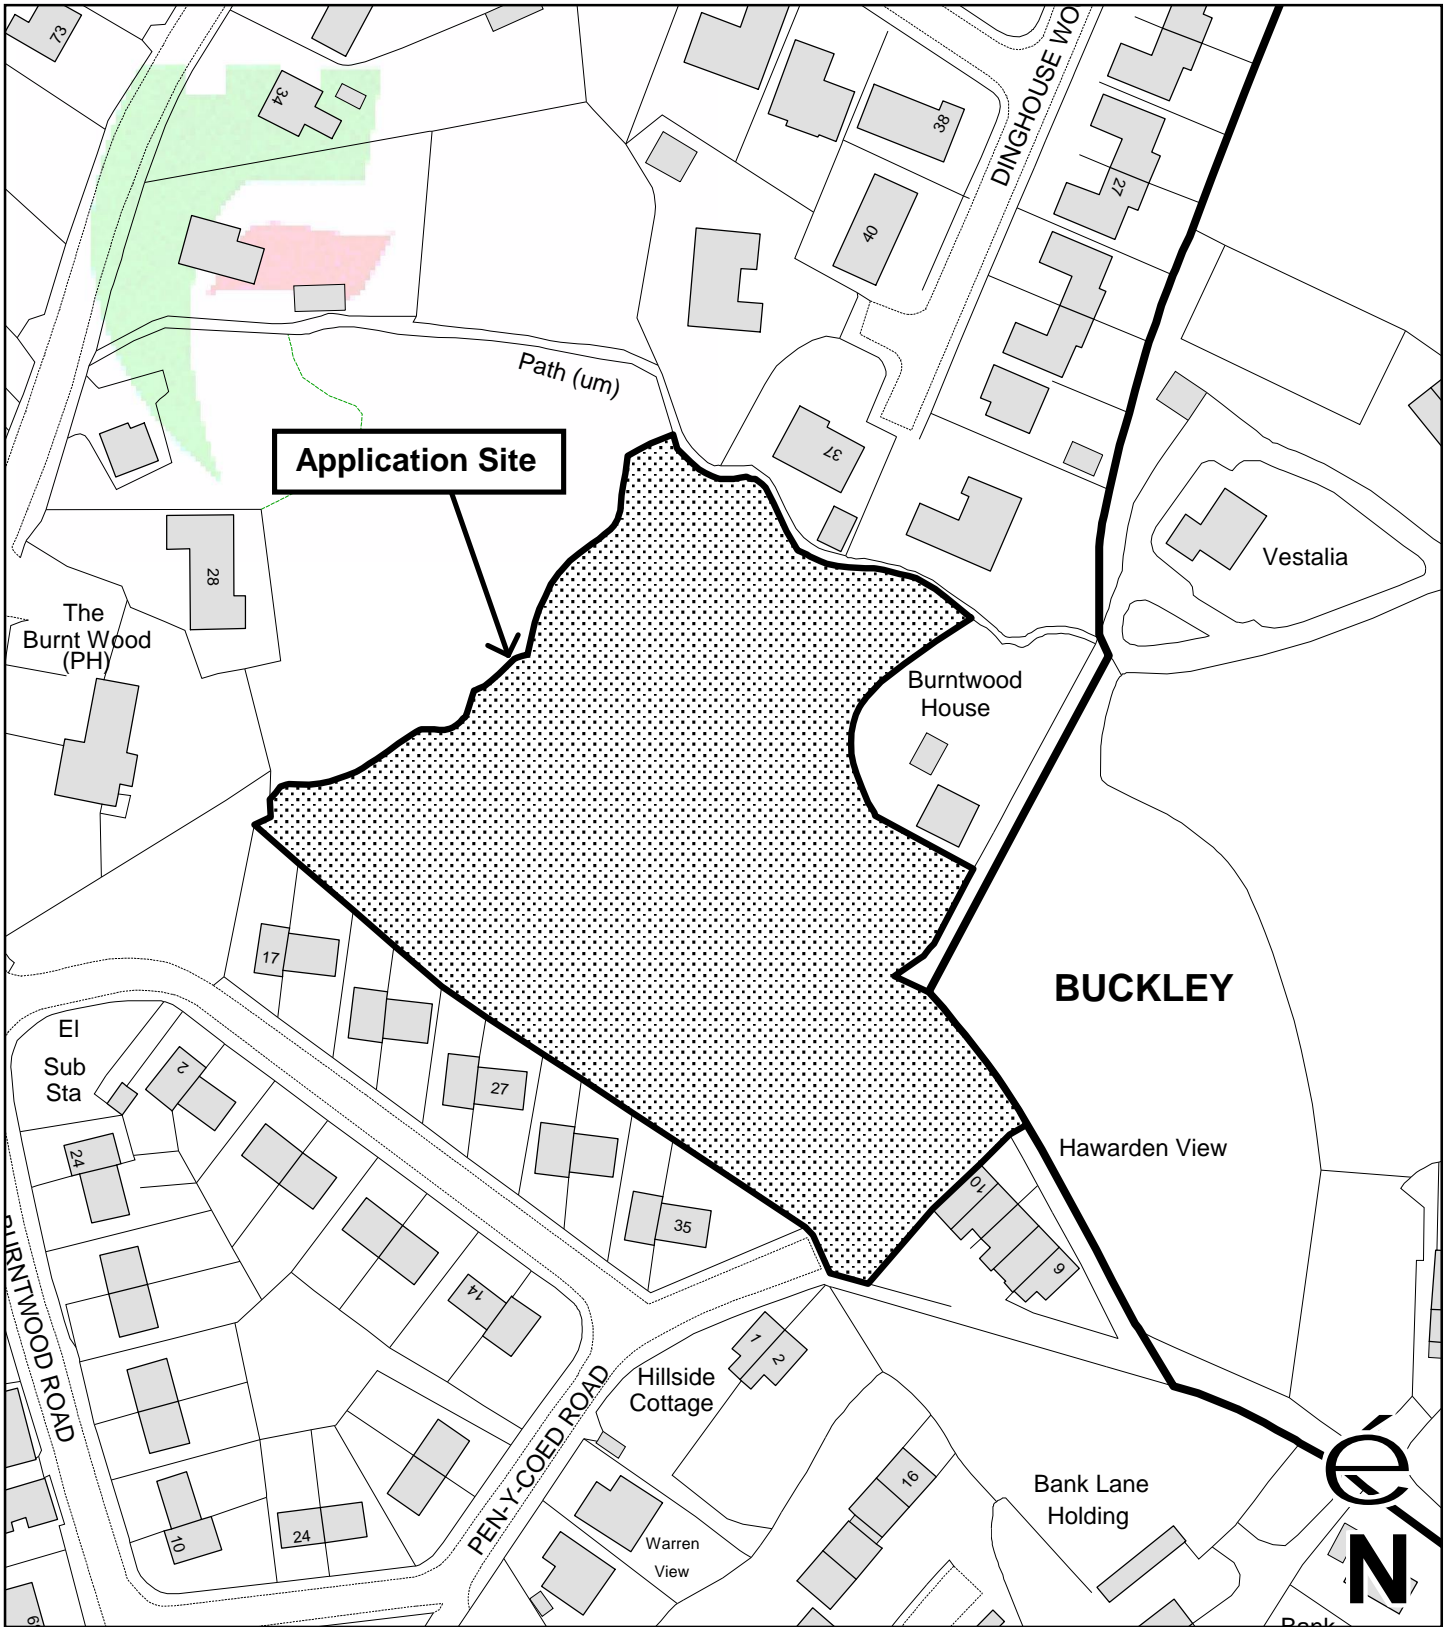 73
34
38
DINGHOUSE WO
27
40
Path (um)
37
Application Site
28
Vestalia
The
Burnt Wood
(PH)
Burntwood
House
17
BUCKLEY
El
Sub
Sta
2
27
24
Hawarden View
10
6
35
14
BURNTWOOD ROAD
1
2
Hillside
Cottage
PEN-Y-COED ROAD
16
Bank Lane
Holding
é
N
10
24
Warren
View